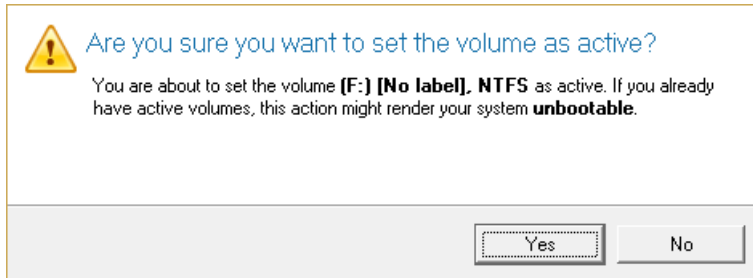 Are you sure you want to set the volume as active?
You are about to set the volume (F:) [No label], NTFS as active. If you already
have active volumes, this action might render your system unbootable.
Yes
No